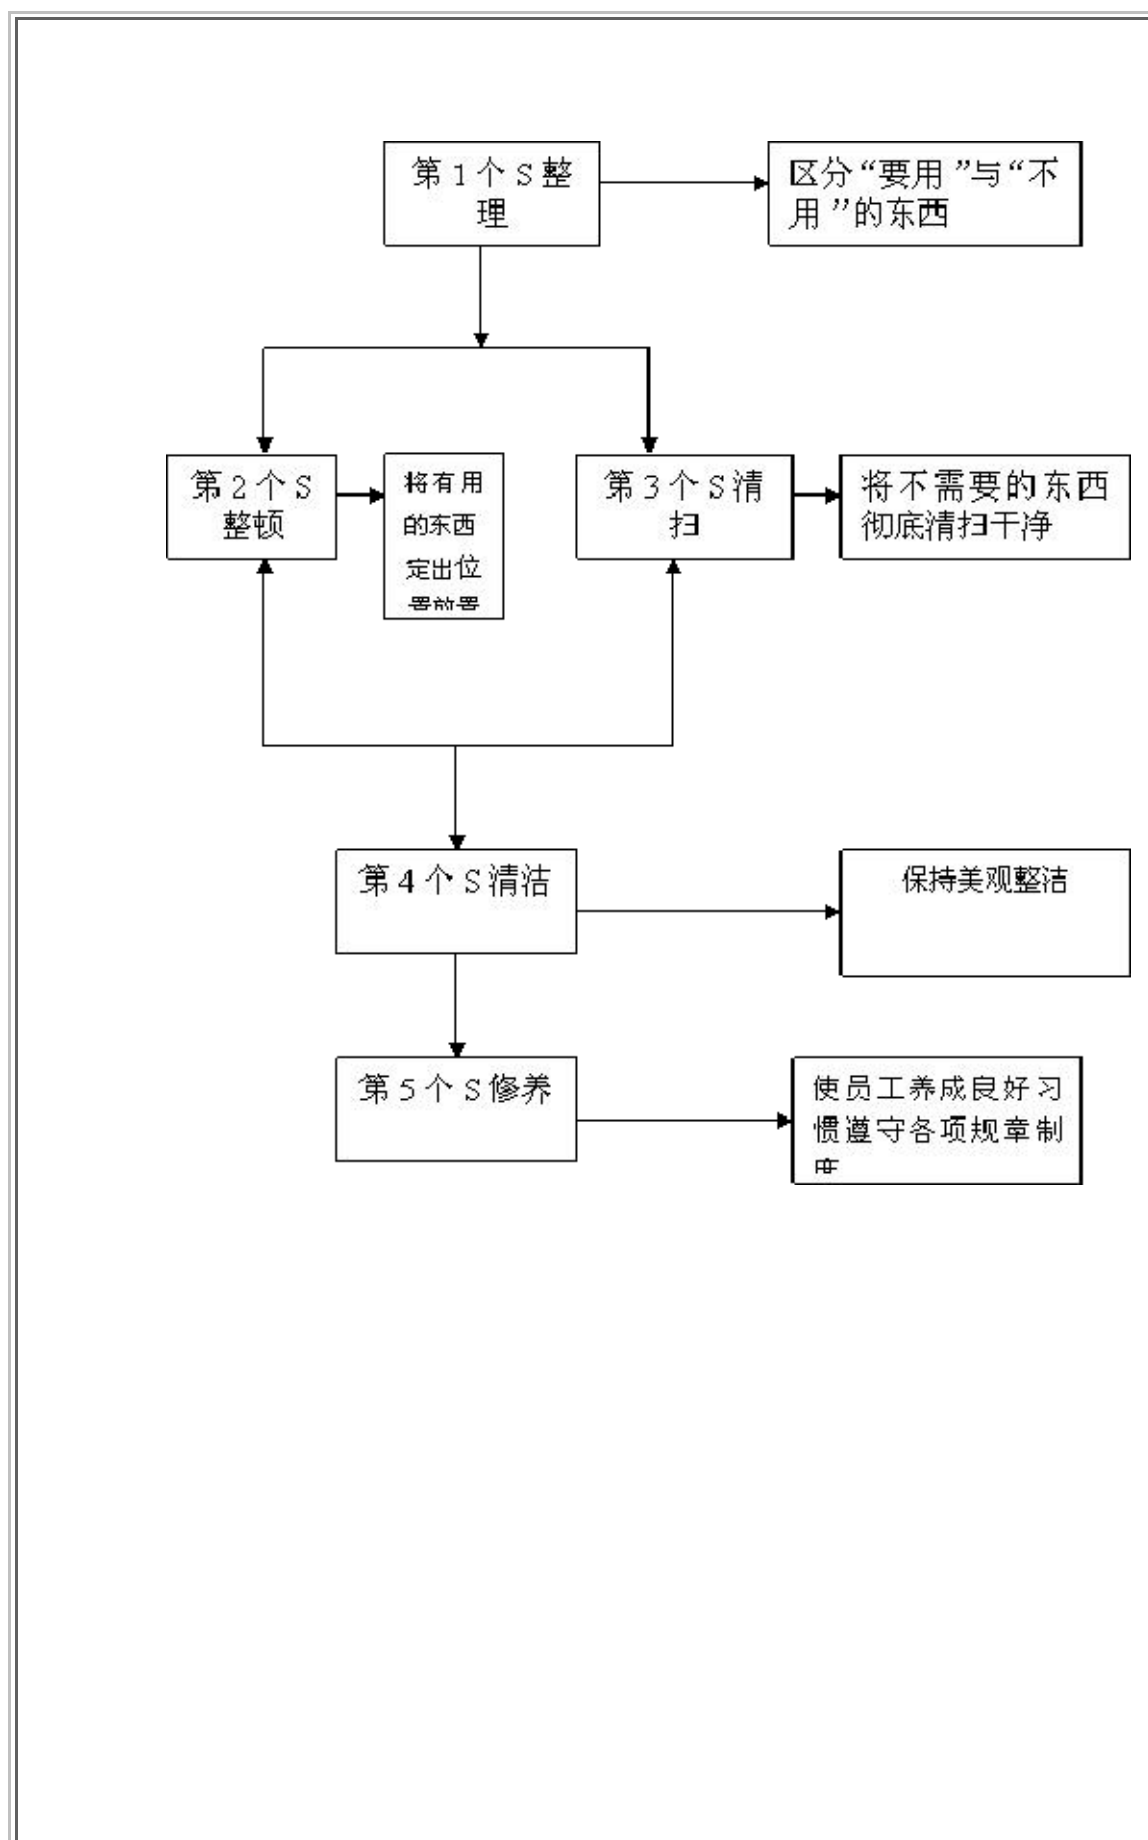 第1个S整
理
区分“要用”与“不
用”的东西
第2个S
整顿
将有用
的东西
定出位
置放置
第3个S清
扫
将不需要的东西
彻底清扫干净
第4个S清洁
保持美观整洁
第5个S修养
使员工养成良好习
惯遵守各项规章制
度